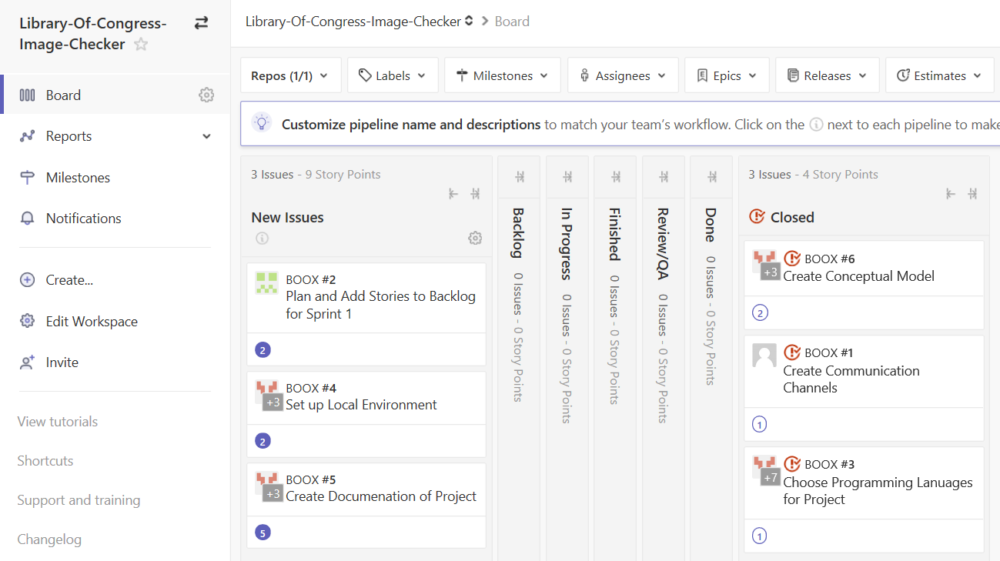 Library-Of-Congress-
Image-Checker
Board
Reports
Milestones
Notifications
Create...
Edit Workspace
Invite
View tutorials
Shortcuts
Support and training
Changelog
Library-Of-Congress-Image-Checker > Board
Repos (1/1) Labels Milestones Assignees Epics Releases Estimates
Customize pipeline name and descriptions to match your team’s workflow. Click on the i next to each pipeline to make
3 Issues - 9 Story Points
New Issues
BOOX #2
Plan and Add Stories to Backlog
for Sprint 1
2
BOOX #4
+3 Set up Local Environment
2
BOOX #5
+3 Create Documenation of Project
5
Backlog 0 Issues - 0 Story Points
In Progress 0 Issues - 0 Story Points
Finished 0 Issues - 0 Story Points
Review/QA 0 Issues - 0 Story Points
Done 0 Issues - 0 Story Points
3 Issues - 4 Story Points
Closed
BOOX #6
+3 Create Conceptual Model
2
BOOX #1
Create Communication
Channels
1
BOOX #3
+7 Choose Programming Lanuages
for Project
1